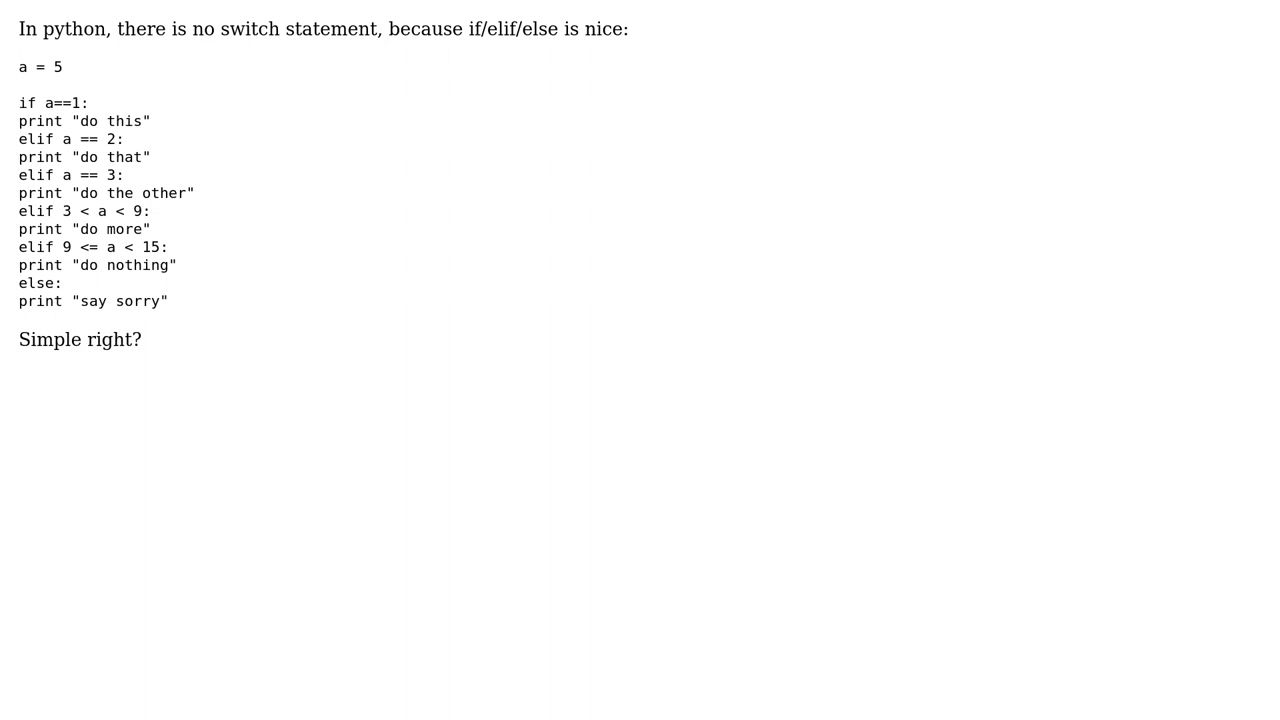 In python, there is no switch statement, because if/elif/else is nice:
a = 5
if a==1:
print "do this"
elif a == 2:
print "do that"
elif a == 3:
print "do the other"
elif 3 < a < 9:
print "do more"
elif 9 <= a < 15:
print "do nothing"
else:
print "say sorry"
Simple right?